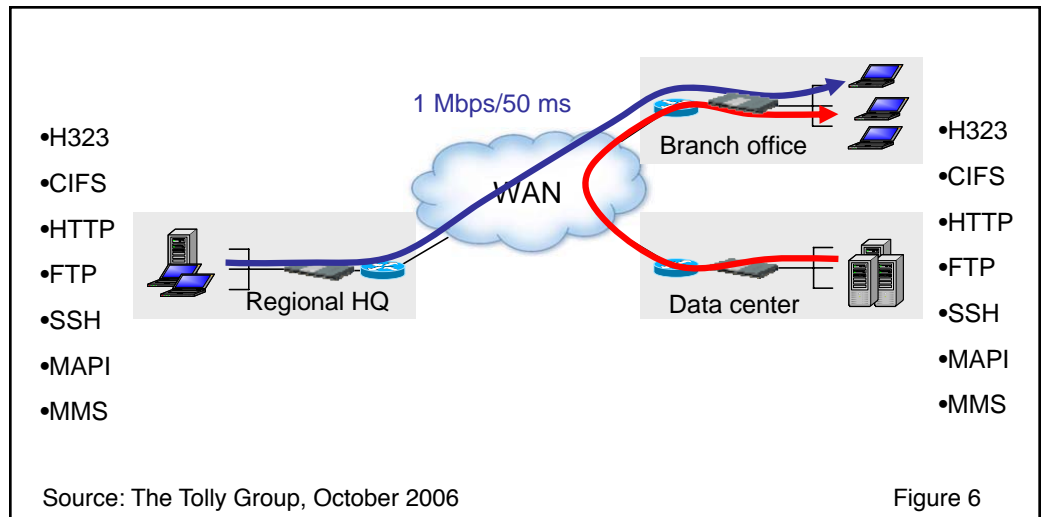 1 Mbps/50 ms
•H323
•CIFS
•HTTP
•FTP
•SSH
•MAPI
•MMS
WAN
Regional HQ
Branch office
Data center
•H323
•CIFS
•HTTP
•FTP
•SSH
•MAPI
•MMS
Source: The Tolly Group, October 2006
Figure 6